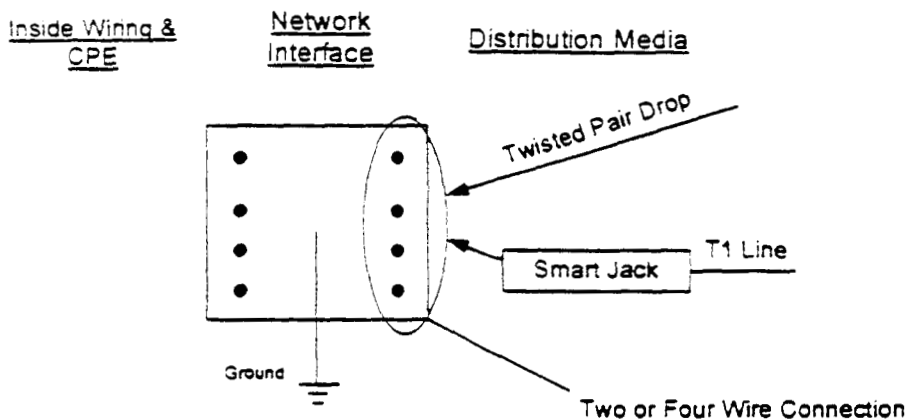 Inside Wiring &
CPE
Network
Interface
Distribution Media
Twisted Pair Drop
T1 Line
Smart Jack
Ground
Two or Four Wire Connection